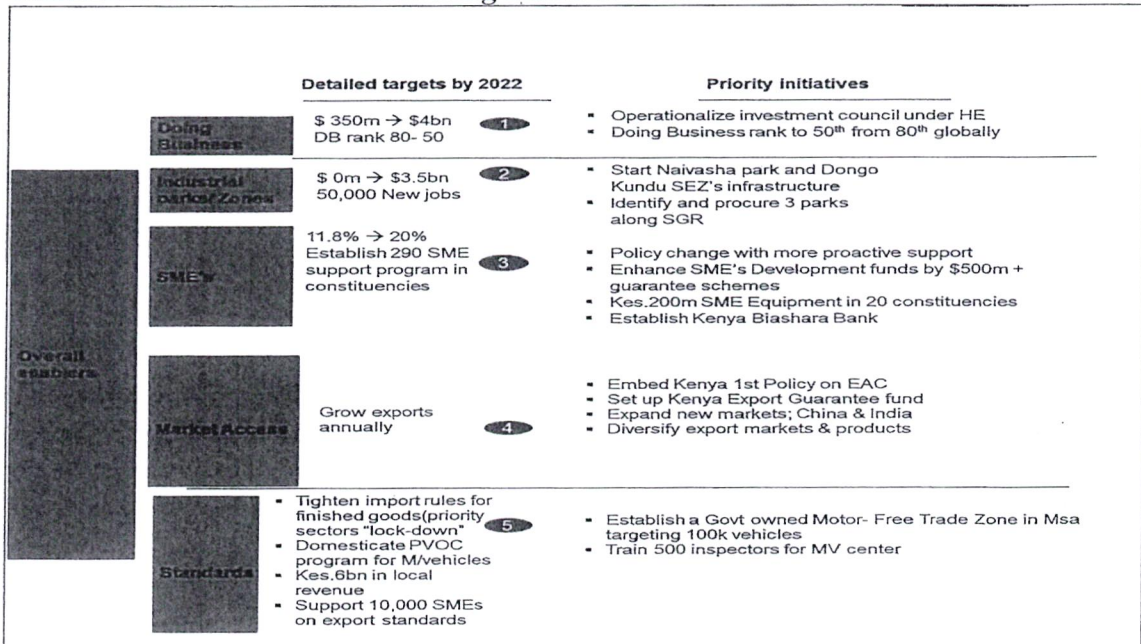 Detailed targets by 2022
Priority initiatives
Overall
enablers
Doing
Business
$ 350m → $4bn
DB rank 80- 50
1
▪ Operationalize investment council under HE
▪ Doing Business rank to 50th from 80th globally
Industrial
parks/Zones
$ 0m → $3.5bn
50,000 New jobs
2
▪ Start Naivasha park and Dongo
Kundu SEZ's infrastructure
▪ Identify and procure 3 parks
along SGR
SME's
11.8% → 20%
Establish 290 SME
support program in
constituencies
3
▪ Policy change with more proactive support
▪ Enhance SME's Development funds by $500m +
guarantee schemes
▪ Kes.200m SME Equipment in 20 constituencies
▪ Establish Kenya Biashara Bank
Market Access
Grow exports
annually
4
▪ Embed Kenya 1st Policy on EAC
▪ Set up Kenya Export Guarantee fund
▪ Expand new markets; China & India
▪ Diversify export markets & products
Standards
▪ Tighten import rules for
finished goods(priority
sectors "lock-down"
▪ Domesticate PVOC
program for M/vehicles
▪ Kes.6bn in local
revenue
▪ Support 10,000 SMEs
on export standards
5
▪ Establish a Govt owned Motor- Free Trade Zone in Msa
targeting 100k vehicles
▪ Train 500 inspectors for MV center